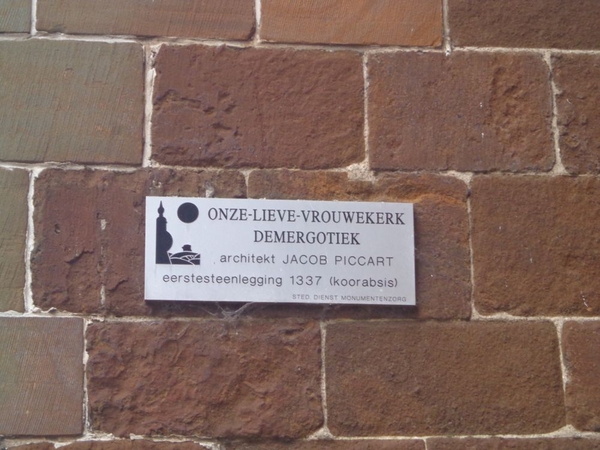 ONZE-LIEVE-VROUWEKERK
DEMERGOTIEK
architekt JACOB PICCART
eerstesteenlegging 1337 (koorabsis)
STED. DIENST MONUMENTENZORG